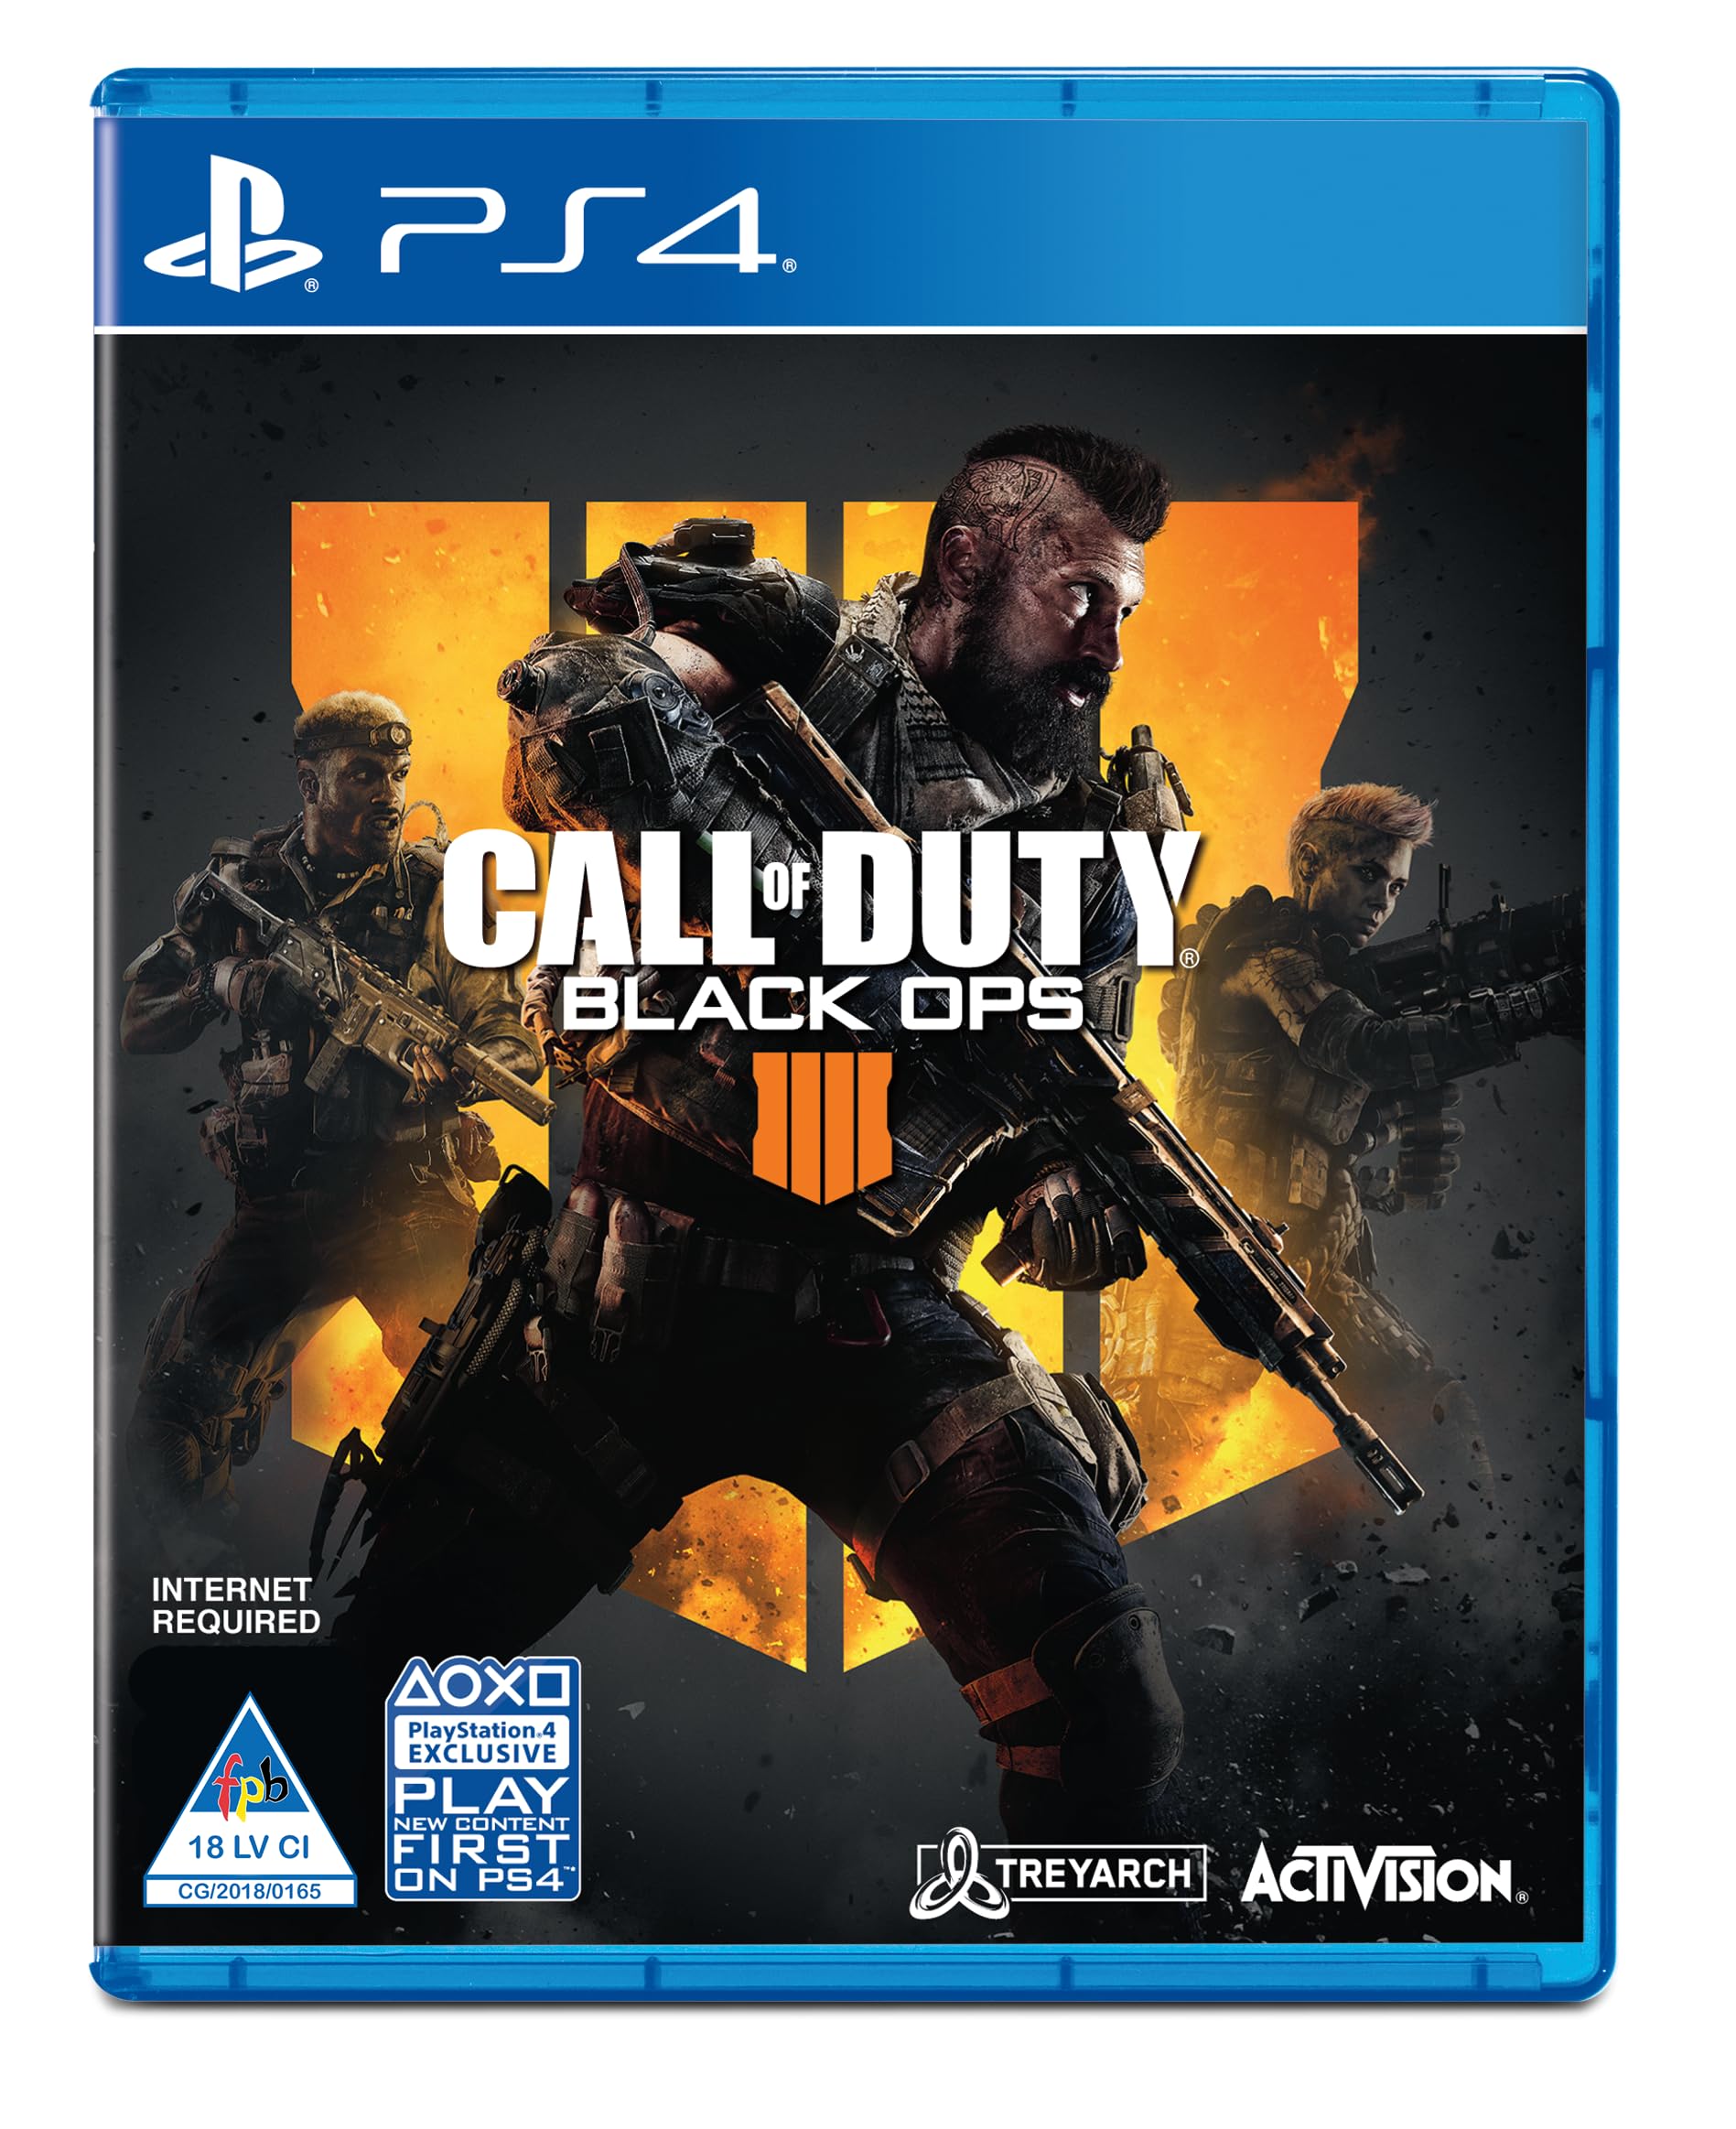 PS4®
CALL OF DUTY®
BLACK OPS
IIII
INTERNET
REQUIRED
PlayStation®4
EXCLUSIVE
PLAY
NEW CONTENT
FIRST
ON PS4™*
fpb
18 LV CI
CG/2018/0165
TREYARCH
ACTIVISION®